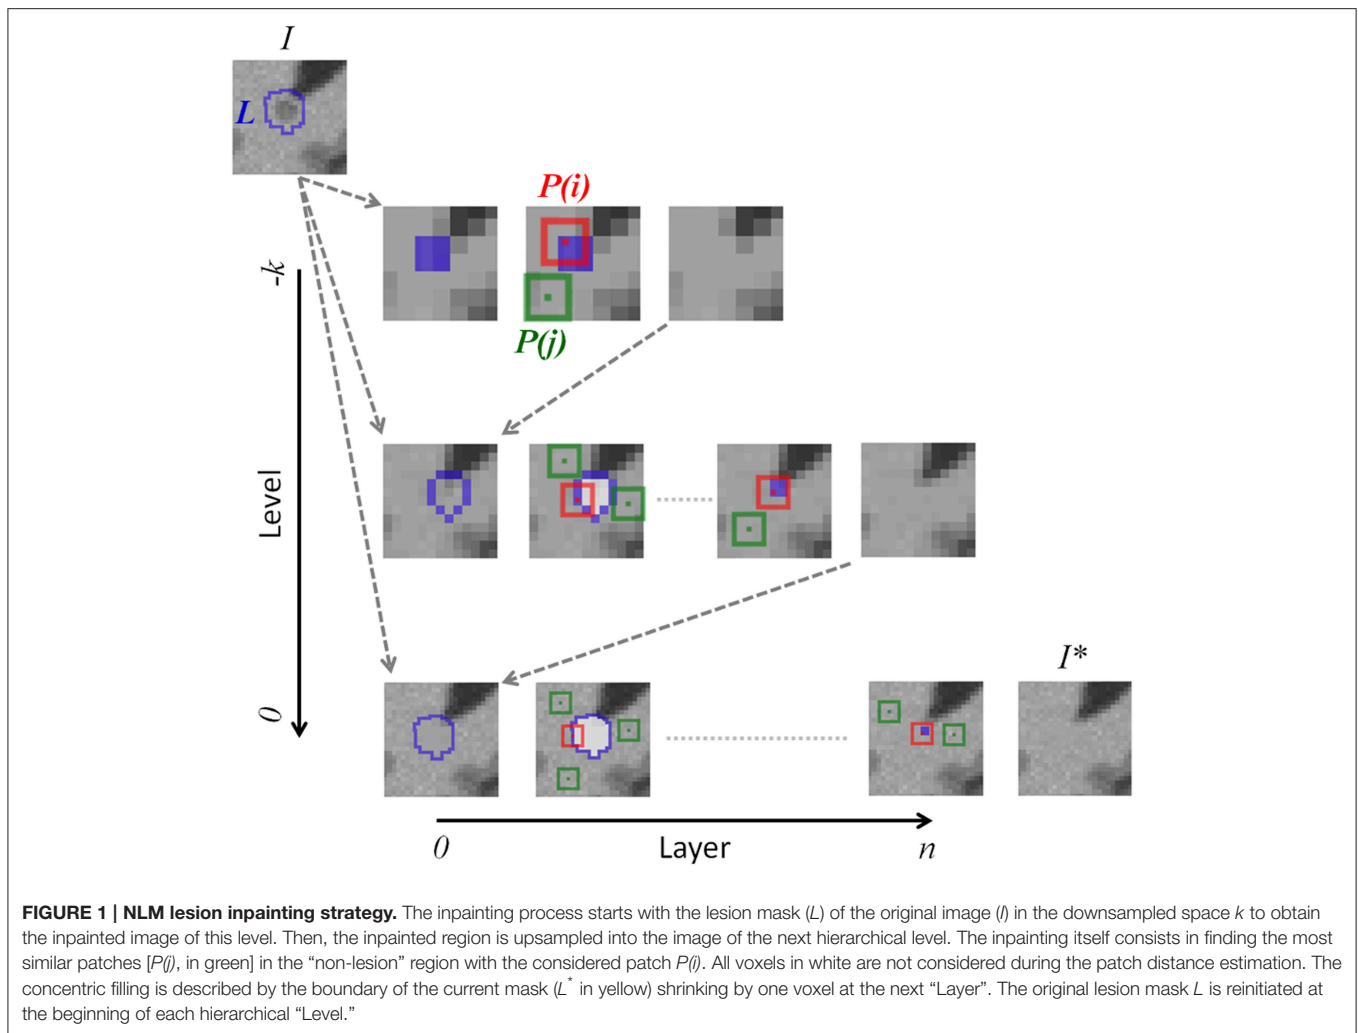 I
L
P(i)
-k
P(j)
Level
I*
0
0
Layer
n
FIGURE 1 | NLM lesion inpainting strategy. The inpainting process starts with the lesion mask (L) of the original image (I) in the downsampled space k to obtain
the inpainted image of this level. Then, the inpainted region is upsampled into the image of the next hierarchical level. The inpainting itself consists in finding the most
similar patches [P(j), in green] in the “non-lesion” region with the considered patch P(i). All voxels in white are not considered during the patch distance estimation. The
concentric filling is described by the boundary of the current mask (L* in yellow) shrinking by one voxel at the next “Layer”. The original lesion mask L is reinitiated at
the beginning of each hierarchical “Level.”